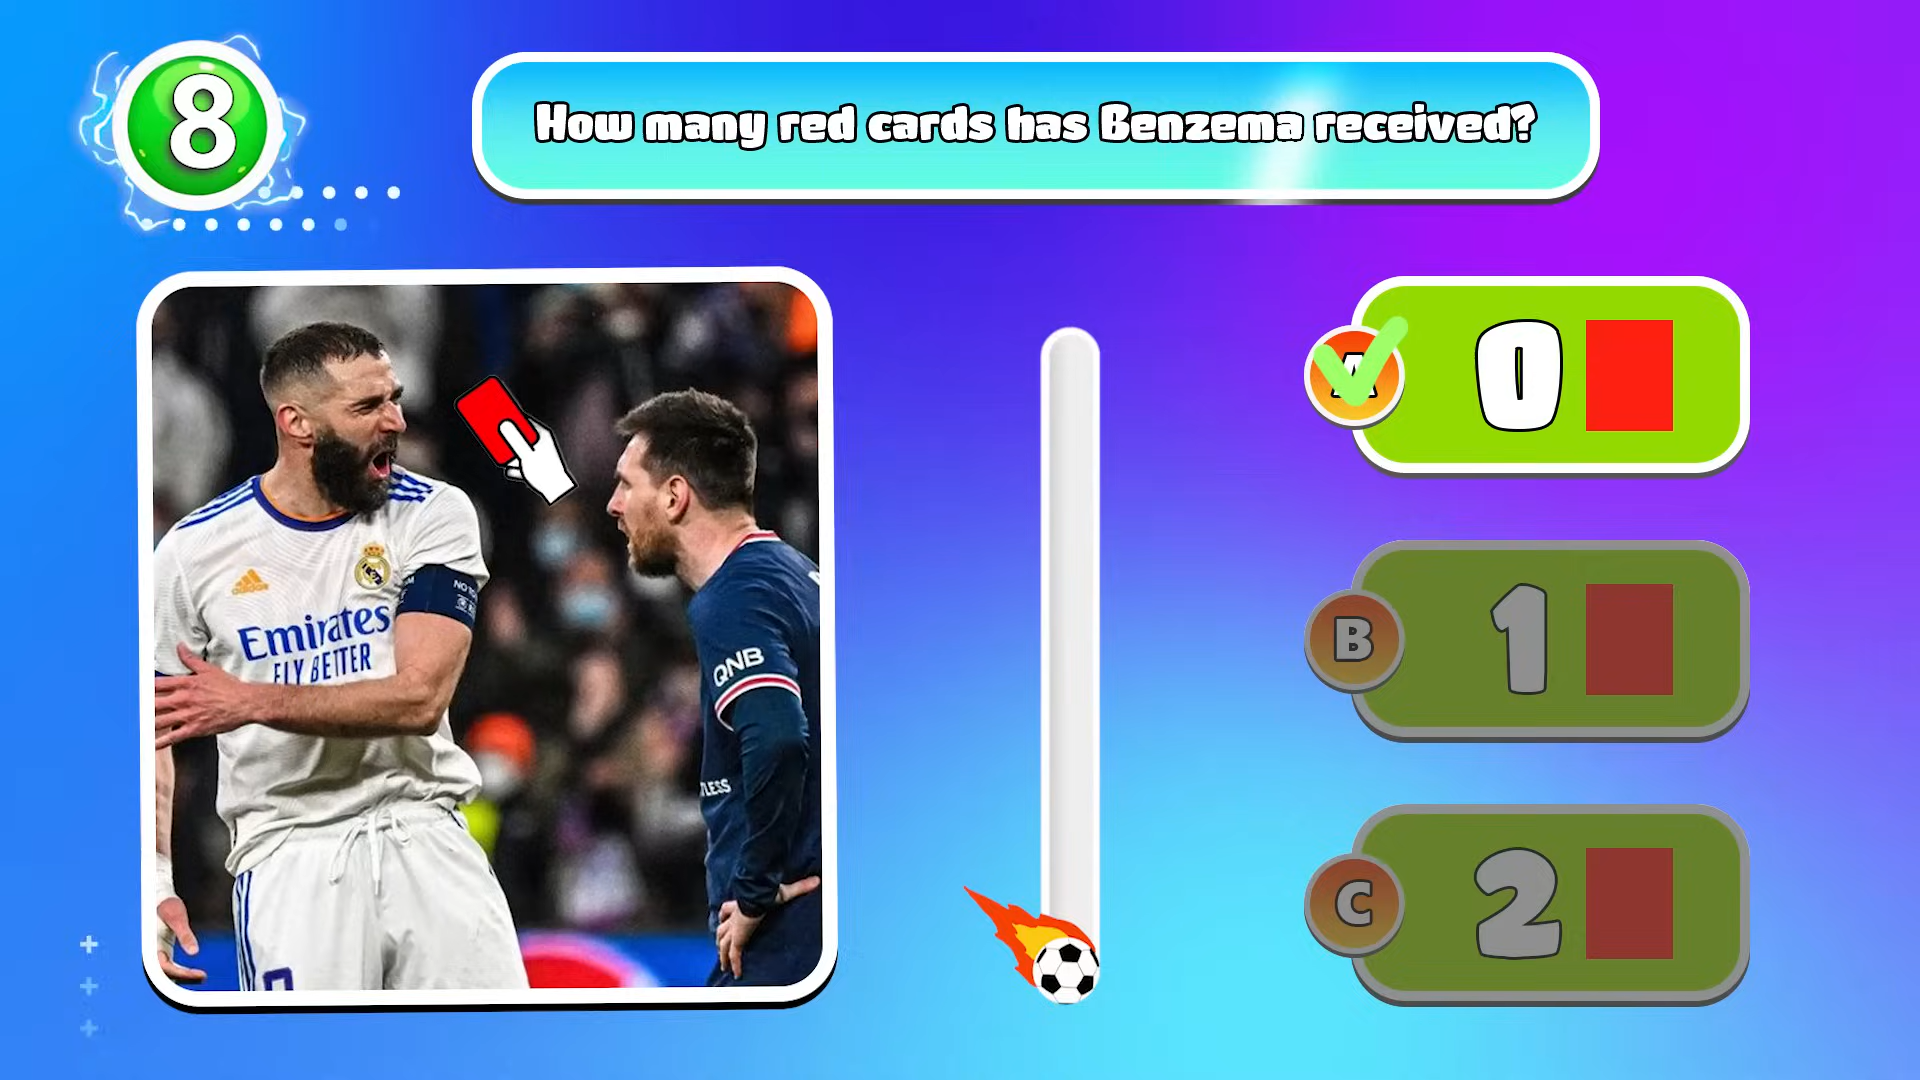 8
How many red cards has Benzema received?
Emirates
FLY BETTER
QNB
A 0
B 1
C 2